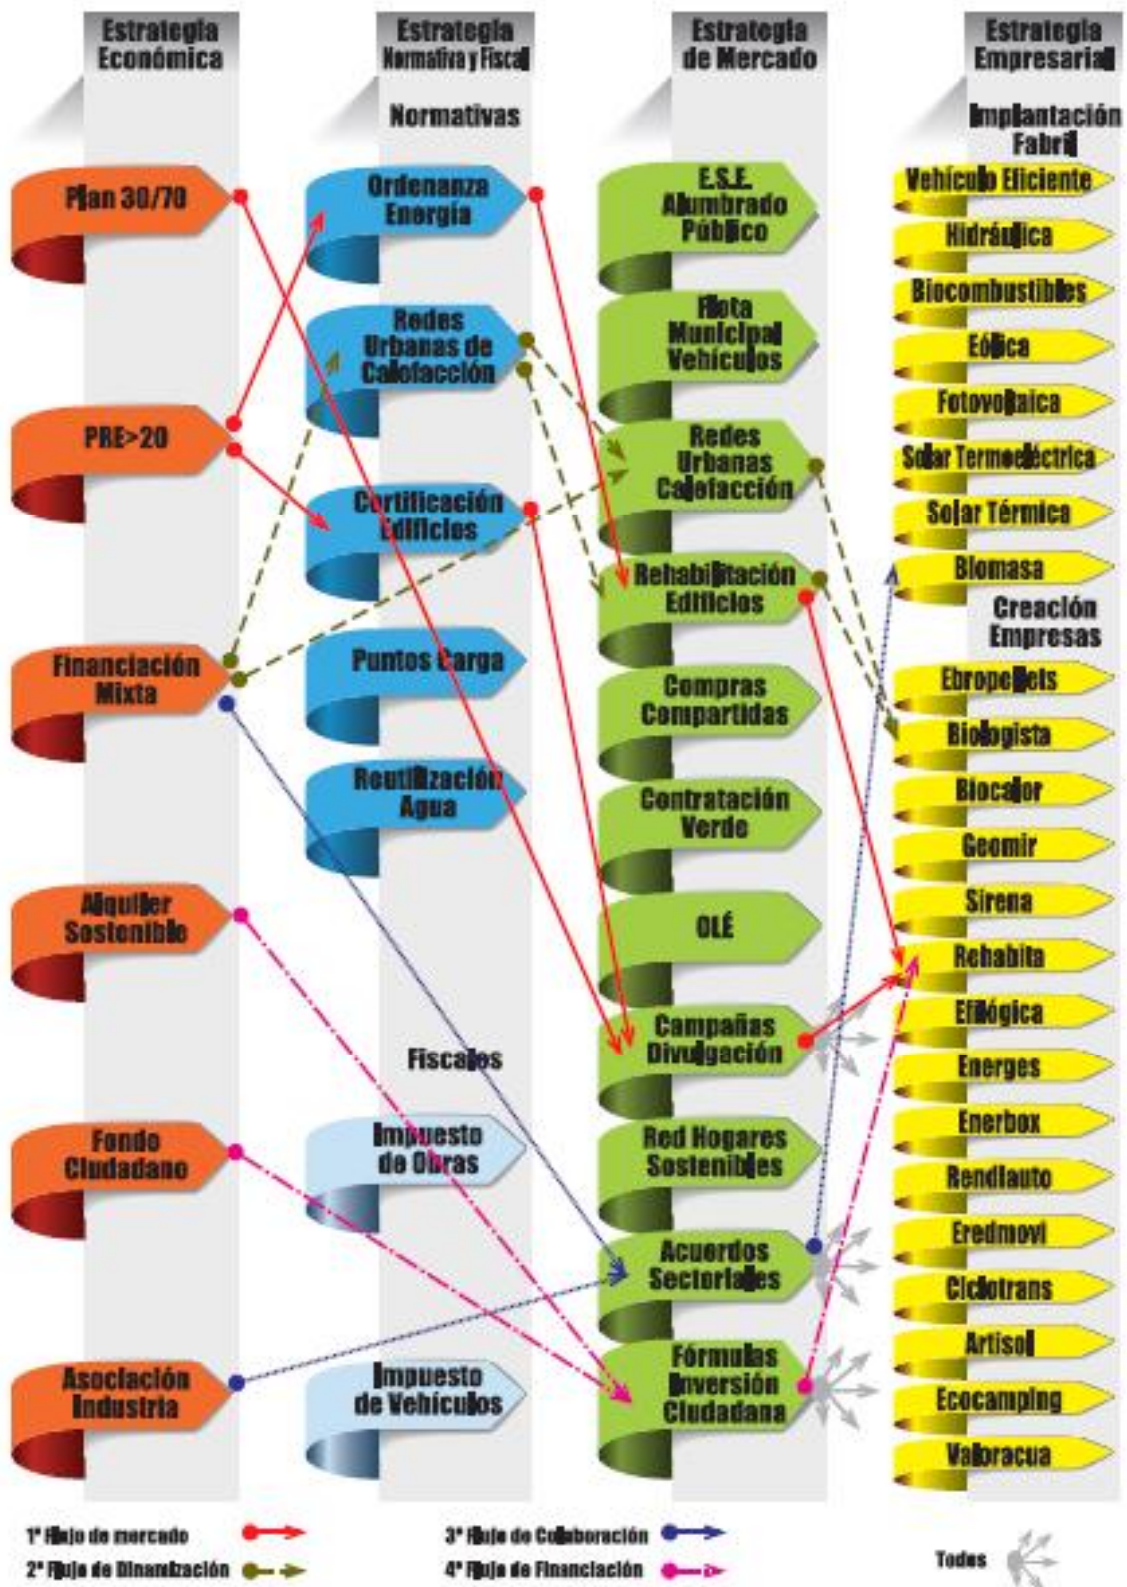 Estrategia
Económica
Plan 30/70
PRE>20
Financiación
Mixta
Alquiler
Sostenible
Fondo
Ciudadano
Asociación
Industria
Estrategia
Normativa y Fiscal
Normativas
Ordenanza
Energía
Redes
Urbanas de
Calefacción
Certificación
Edificios
Puntos Carga
Reutilización
Agua
Fiscales
Impuesto
de Obras
Impuesto
de Vehículos
Estrategia
de Mercado
E.S.E.
Alumbrado
Público
Flota
Municipal
Vehículos
Redes
Urbanas
Calefacción
Rehabilitación
Edificios
Compras
Compartidas
Contratación
Verde
OLÉ
Campañas
Divulgación
Red Hogares
Sostenibles
Acuerdos
Sectoriales
Fórmulas
Inversión
Ciudadana
Estrategia
Empresarial
Implantación
Fabril
Vehículo Eficiente
Hidráulica
Biocombustibles
Eólica
Fotovoltaica
Solar Termoeléctrica
Solar Térmica
Biomasa
Creación
Empresas
Ebropellets
Biologista
Biocalor
Geomir
Sirena
Rehabita
Efilógica
Energes
Enerbox
Rendiauto
Eredmovi
Ciclotrans
Artisol
Ecocamping
Valoracua
1º Flujo de mercado
2º Flujo de Dinamización
3º Flujo de Colaboración
4º Flujo de Financiación
Todos